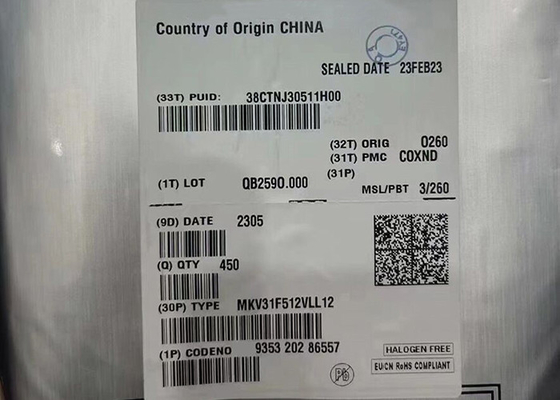 Country of Origin CHINA
SEALED DATE 23FEB23
(33T) PUID: 38CTNJ30511H00
(32T) ORIG 0260
(31T) PMC COXND
(31P)
(1T) LOT QB2590.000
MSL/PBT 3/260
(9D) DATE 2305
(Q) QTY 450
(30P) TYPE MKV31F512VLL12
(1P) CODENO 9353 202 86557
HALOGEN FREE
EU/CN RoHS COMPLIANT
Pb